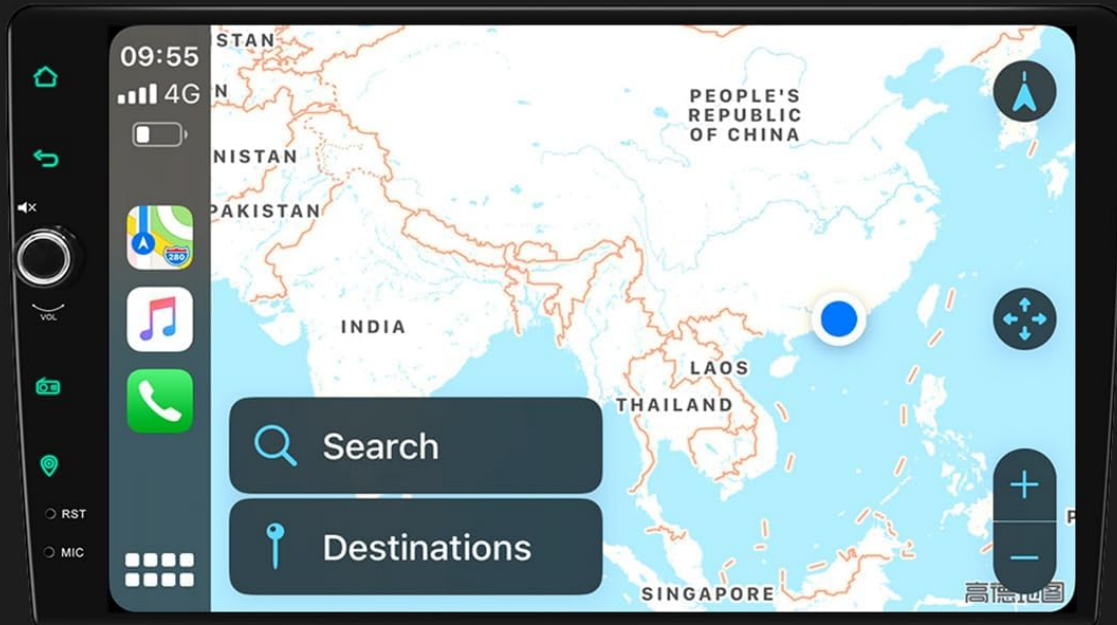 09:55
4G
VOL
RST
MIC
280
STAN
N
NISTAN
PAKISTAN
INDIA
PEOPLE'S
REPUBLIC
OF CHINA
LAOS
THAILAND
SINGAPORE
P
Search
Destinations
高德地图